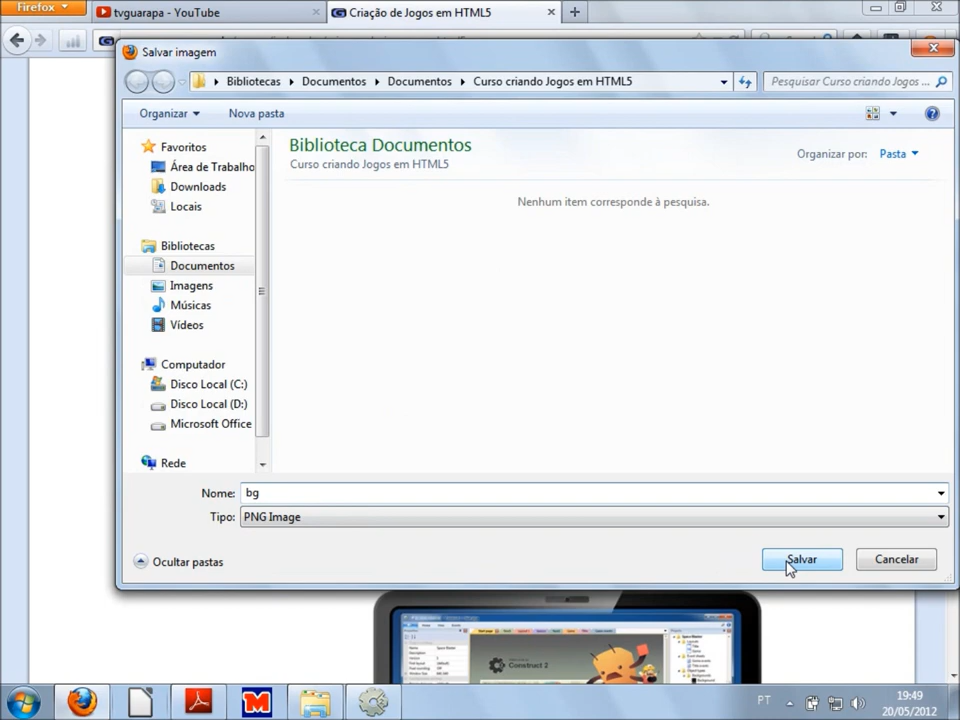 Firefox
tvguarapa - YouTube
Criação de Jogos em HTML5
Salvar imagem
Bibliotecas
Documentos
Documentos
Curso criando Jogos em HTML5
Pesquisar Curso criando Jogos ...
Organizar
Nova pasta
Favoritos
Área de Trabalho
Downloads
Locais
Bibliotecas
Documentos
Imagens
Músicas
Vídeos
Computador
Disco Local (C:)
Disco Local (D:)
Microsoft Office
Rede
Biblioteca Documentos
Curso criando Jogos em HTML5
Organizar por: Pasta
Nenhum item corresponde à pesquisa.
Nome: bg
Tipo: PNG Image
Ocultar pastas
Salvar
Cancelar
Construct 2
PT
19:49
20/05/2012